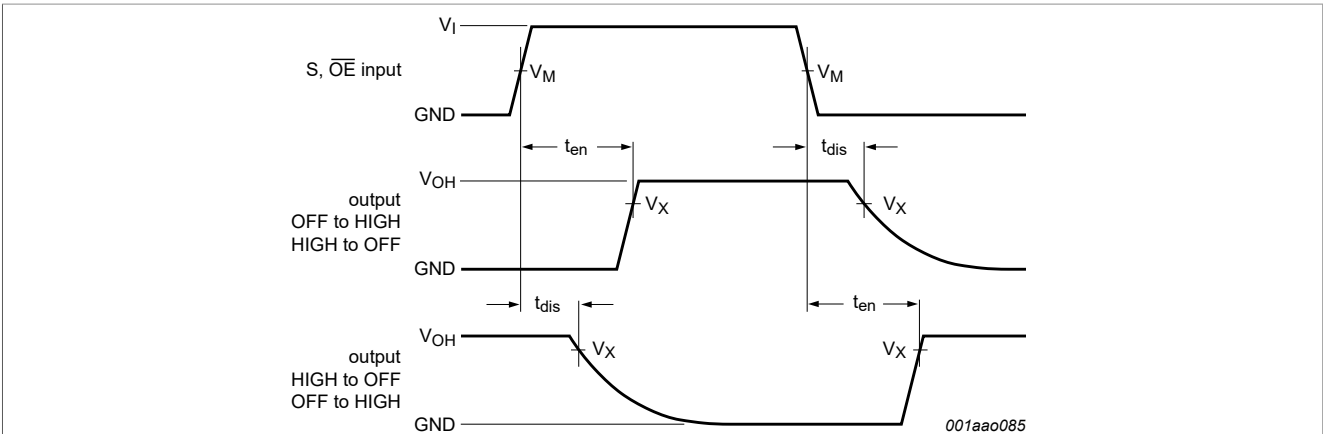 V_I
S, O̅E̅ input
V_M V_M
GND
t_en t_dis
V_OH
output
OFF to HIGH
HIGH to OFF
V_X V_X
GND
t_dis t_en
V_OH
output
HIGH to OFF
OFF to HIGH
V_X V_X
GND
001aao085